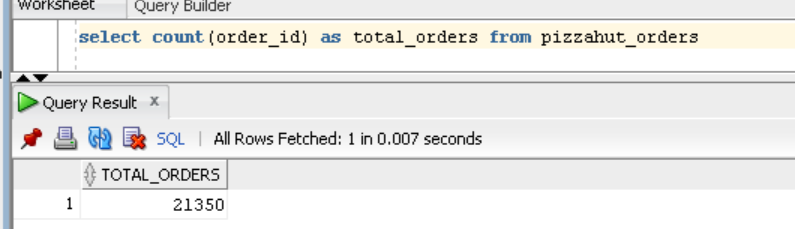 Worksheet Query Builder
select count(order_id) as total_orders from pizzahut_orders
Query Result x
SQL | All Rows Fetched: 1 in 0.007 seconds
TOTAL_ORDERS
1 21350